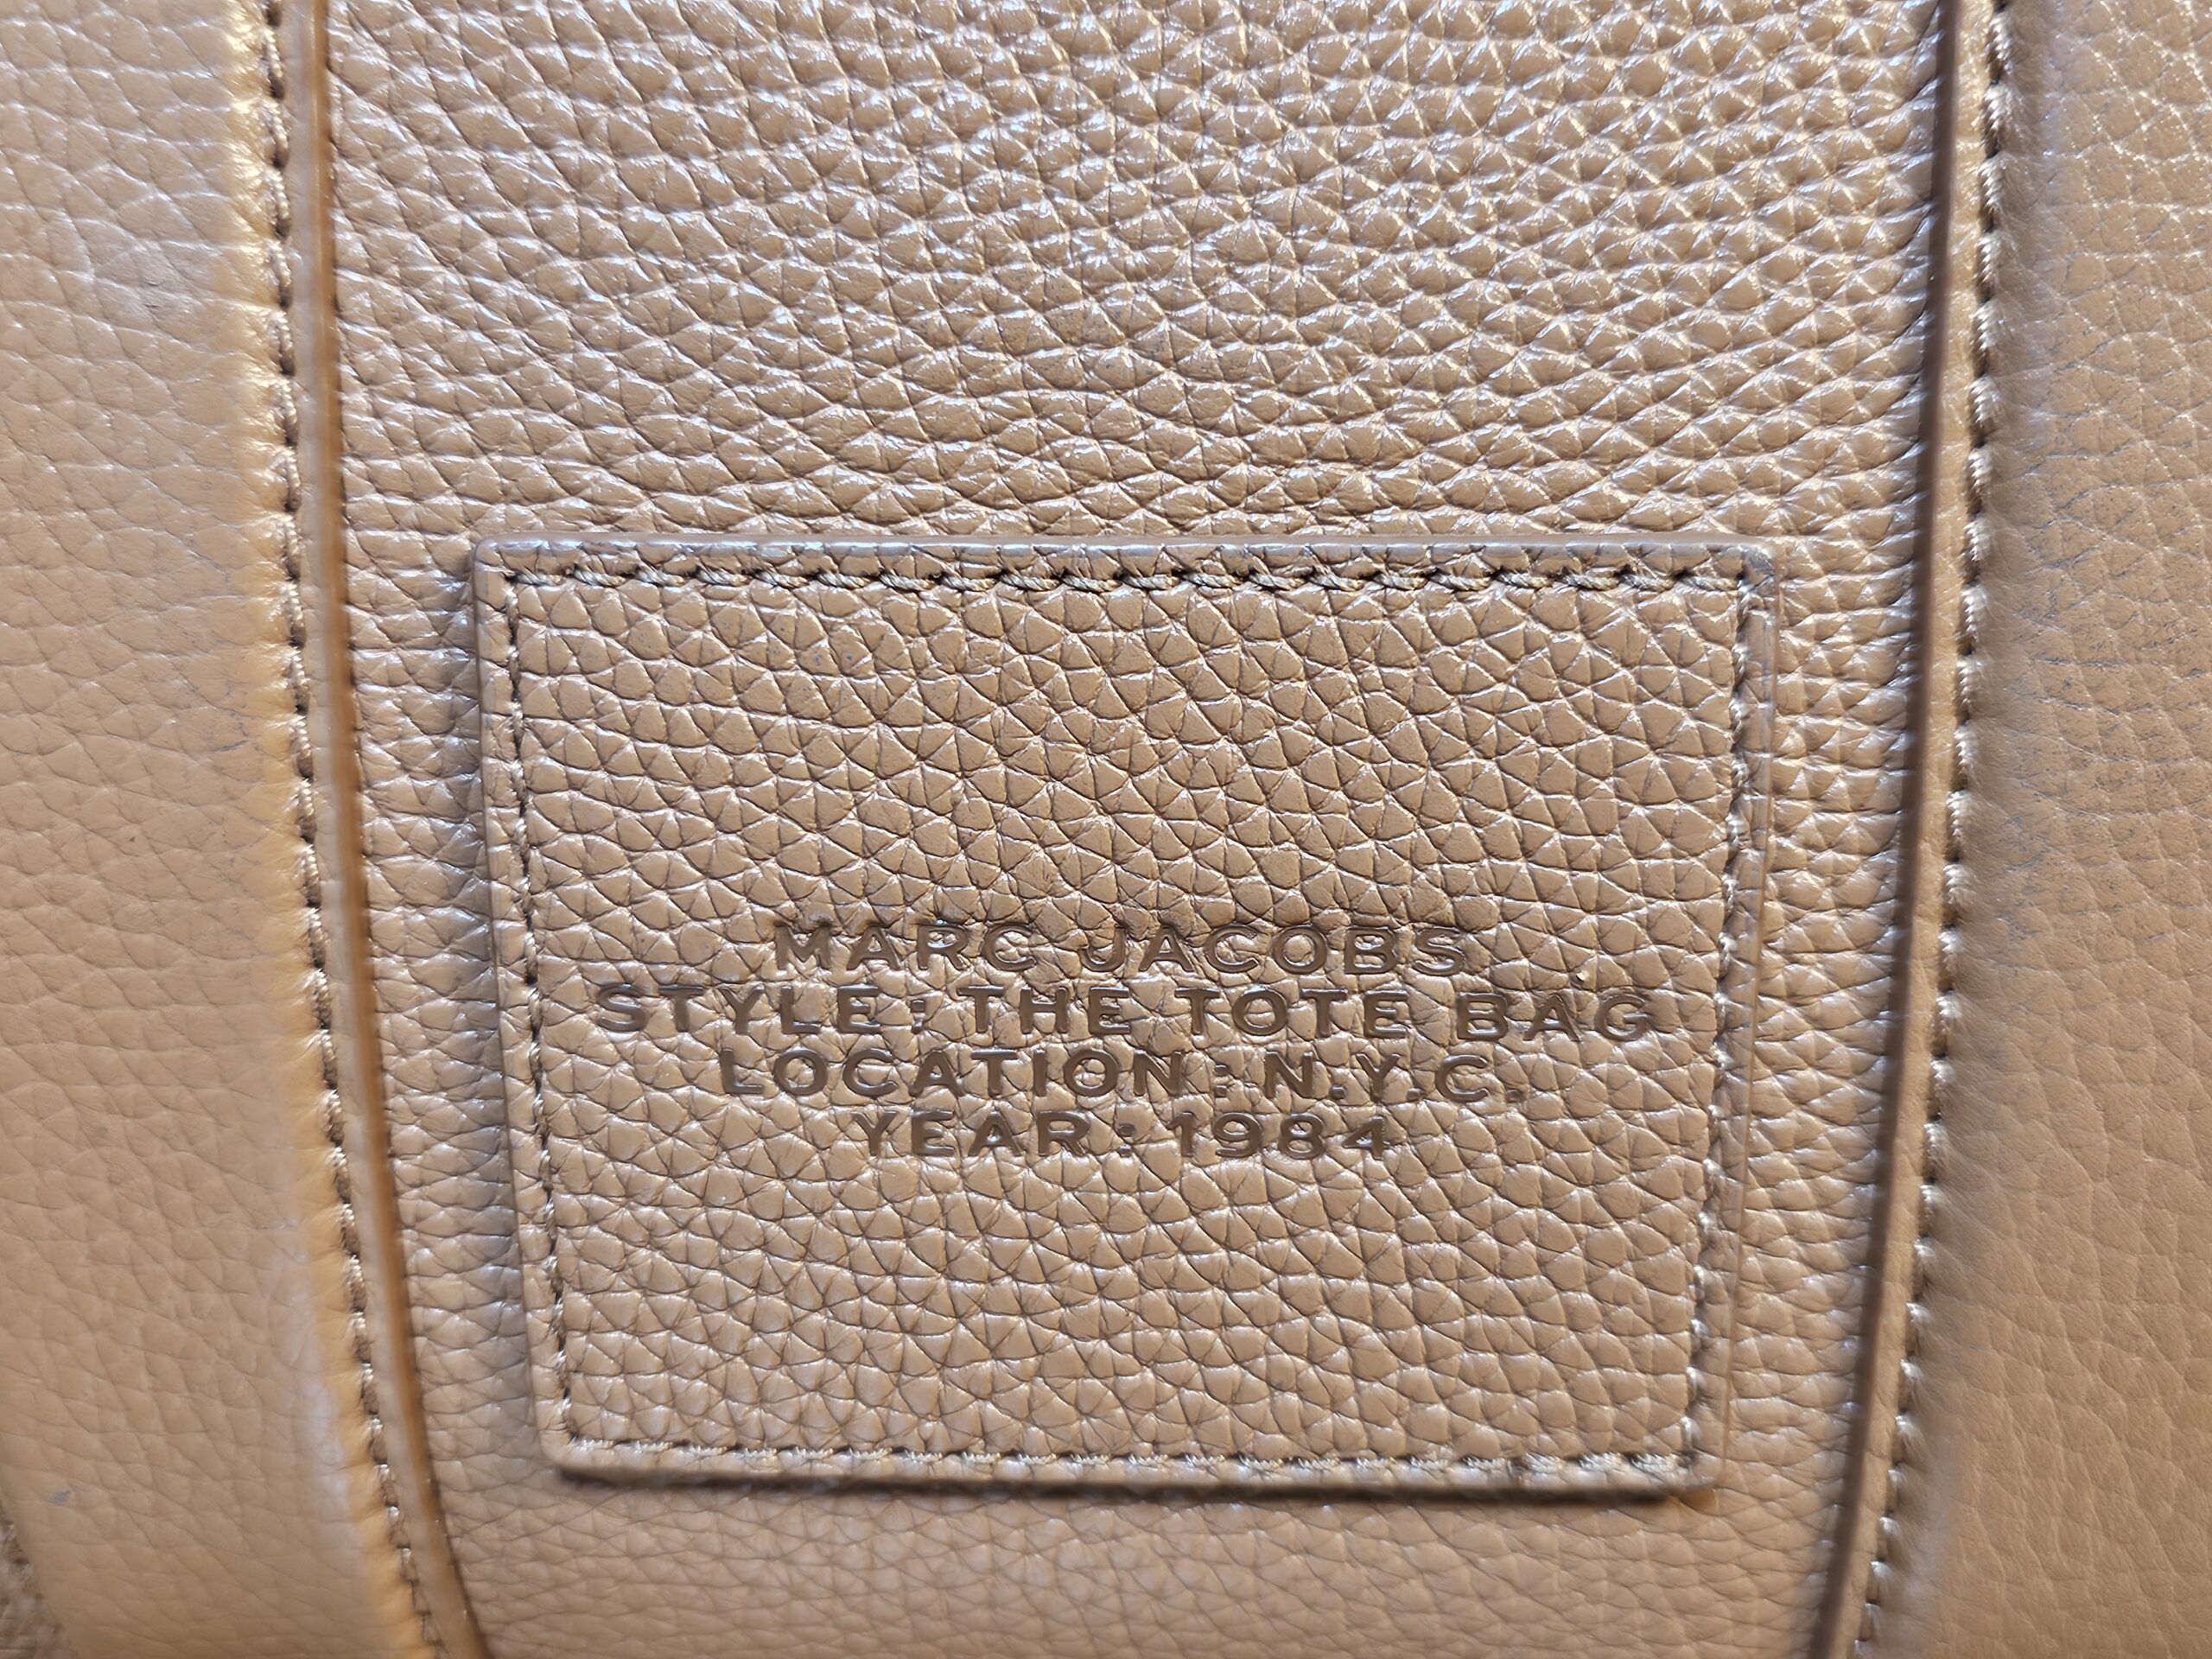 MARC JACOBS
STYLE: THE TOTE BAG
LOCATION: N.Y.C.
YEAR: 1984